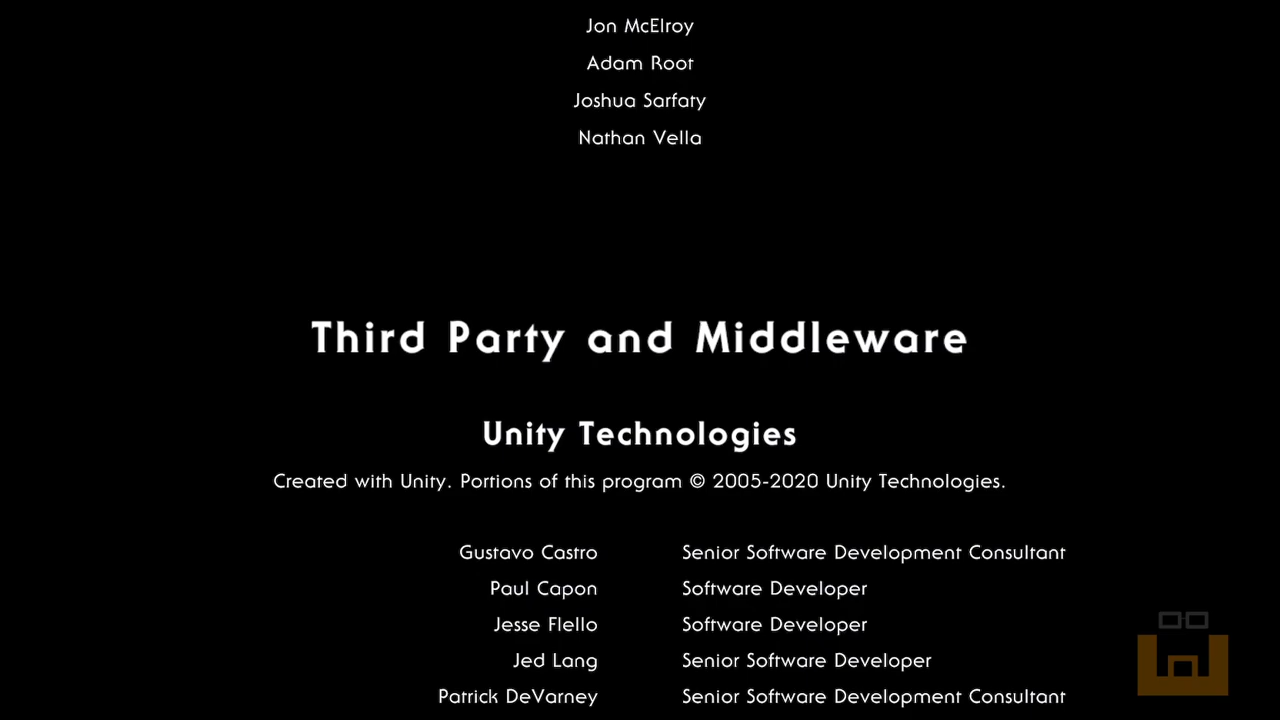 Jon McElroy
Adam Root
Joshua Sarfaty
Nathan Vella
Third Party and Middleware
Unity Technologies
Created with Unity. Portions of this program © 2005-2020 Unity Technologies.
Gustavo Castro Senior Software Development Consultant
Paul Capon Software Developer
Jesse Flello Software Developer
Jed Lang Senior Software Developer
Patrick DeVarney Senior Software Development Consultant